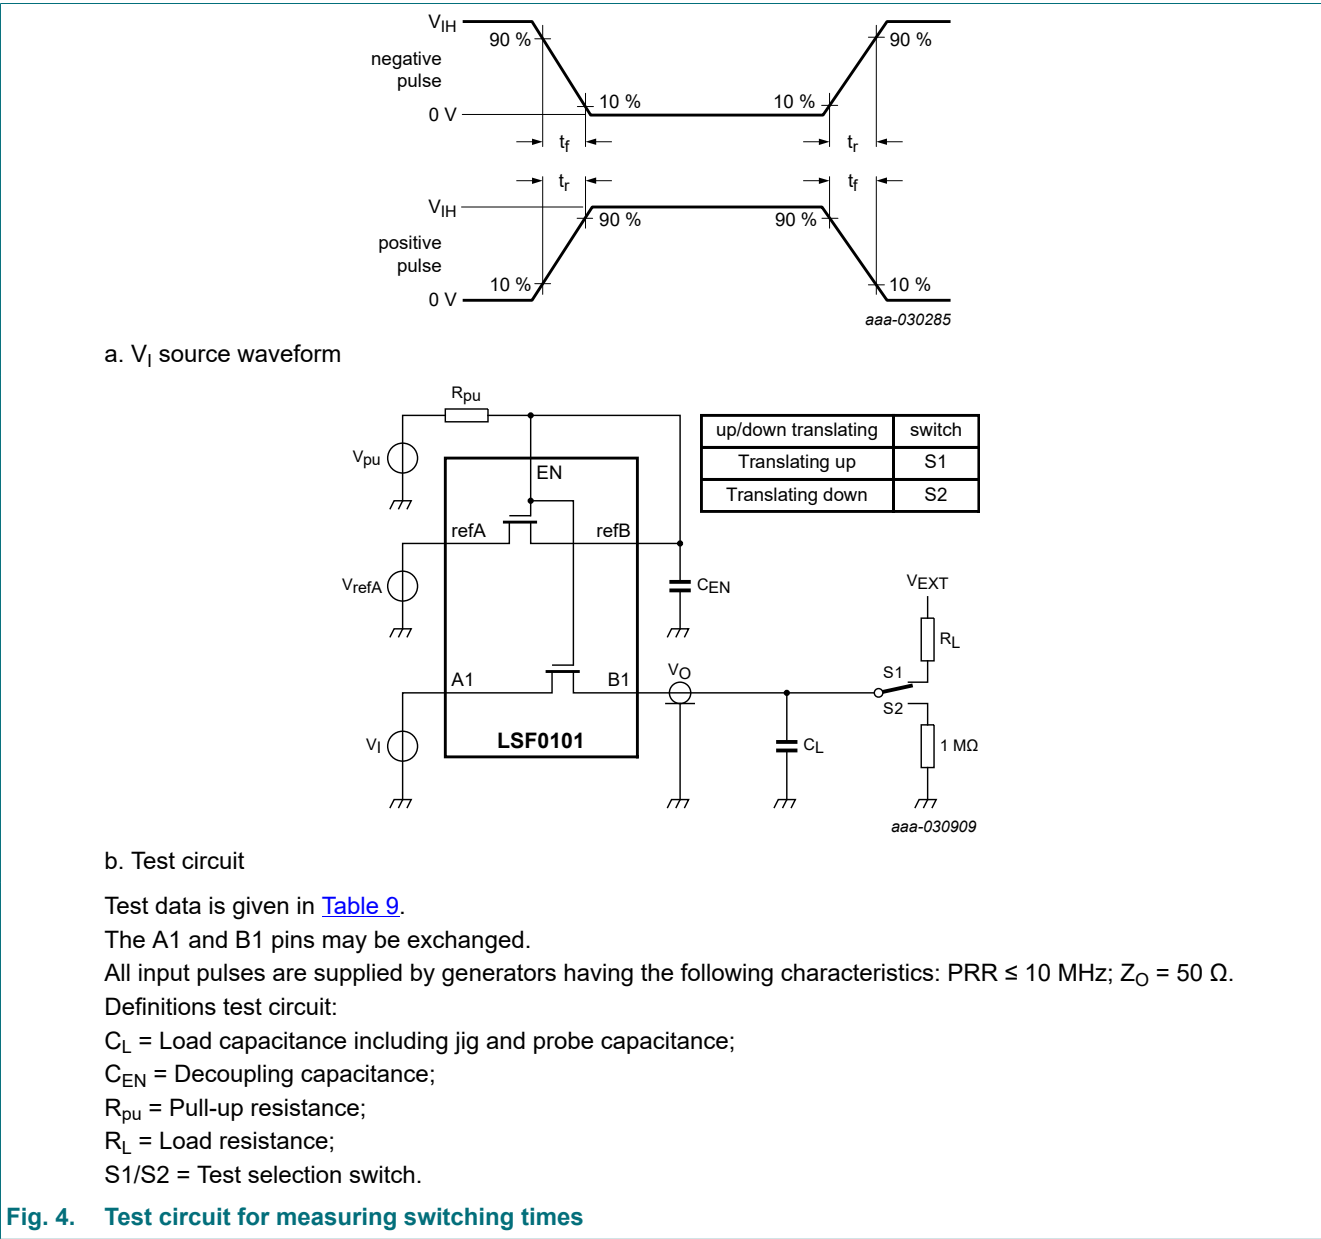 VIH
90 %
90 %
negative
pulse
10 %
10 %
0 V
tf
tr
tr
tf
VIH
90 %
90 %
positive
pulse
10 %
10 %
0 V
aaa-030285
a. VI source waveform
Rpu
up/down translating switch
Translating up S1
Translating down S2
Vpu
EN
refA
refB
VrefA
CEN
VEXT
RL
A1
B1
VO
S1
S2
VI
LSF0101
CL
1 MΩ
aaa-030909
b. Test circuit
Test data is given in Table 9.
The A1 and B1 pins may be exchanged.
All input pulses are supplied by generators having the following characteristics: PRR ≤ 10 MHz; ZO = 50 Ω.
Definitions test circuit:
CL = Load capacitance including jig and probe capacitance;
CEN = Decoupling capacitance;
Rpu = Pull-up resistance;
RL = Load resistance;
S1/S2 = Test selection switch.
Fig. 4. Test circuit for measuring switching times